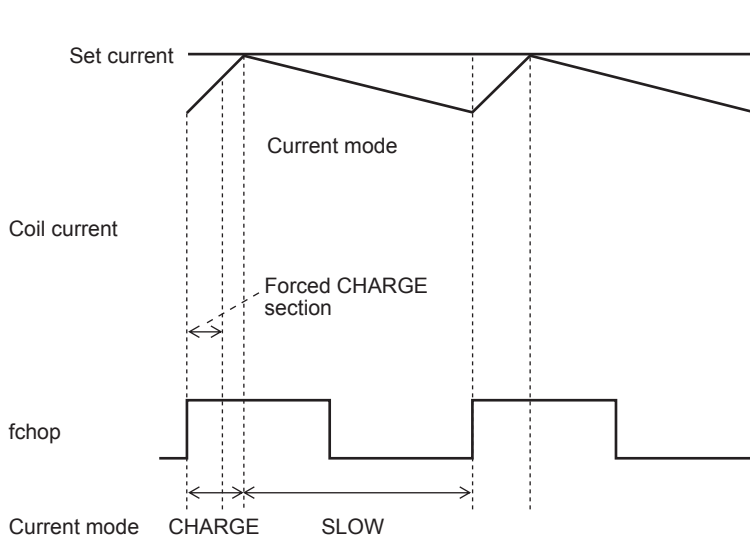 Set current
Current mode
Coil current
Forced CHARGE
section
fchop
Current mode CHARGE SLOW